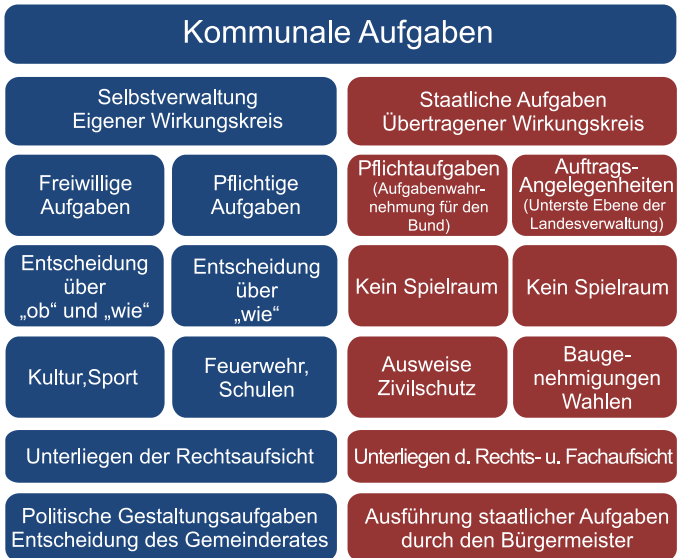 Kommunale Aufgaben
Selbstverwaltung
Eigener Wirkungskreis
Staatliche Aufgaben
Übertragener Wirkungskreis
Freiwillige
Aufgaben
Pflichtige
Aufgaben
Pflichtaufgaben
(Aufgabenwahr-
nehmung für den
Bund)
Auftrags-
Angelegenheiten
(Unterste Ebene der
Landesverwaltung)
Entscheidung
über
„ob“ und „wie“
Entscheidung
über
„wie“
Kein Spielraum
Kein Spielraum
Kultur,Sport
Feuerwehr,
Schulen
Ausweise
Zivilschutz
Bauge-
nehmigungen
Wahlen
Unterliegen der Rechtsaufsicht
Unterliegen d. Rechts- u. Fachaufsicht
Politische Gestaltungsaufgaben
Entscheidung des Gemeinderates
Ausführung staatlicher Aufgaben
durch den Bürgermeister